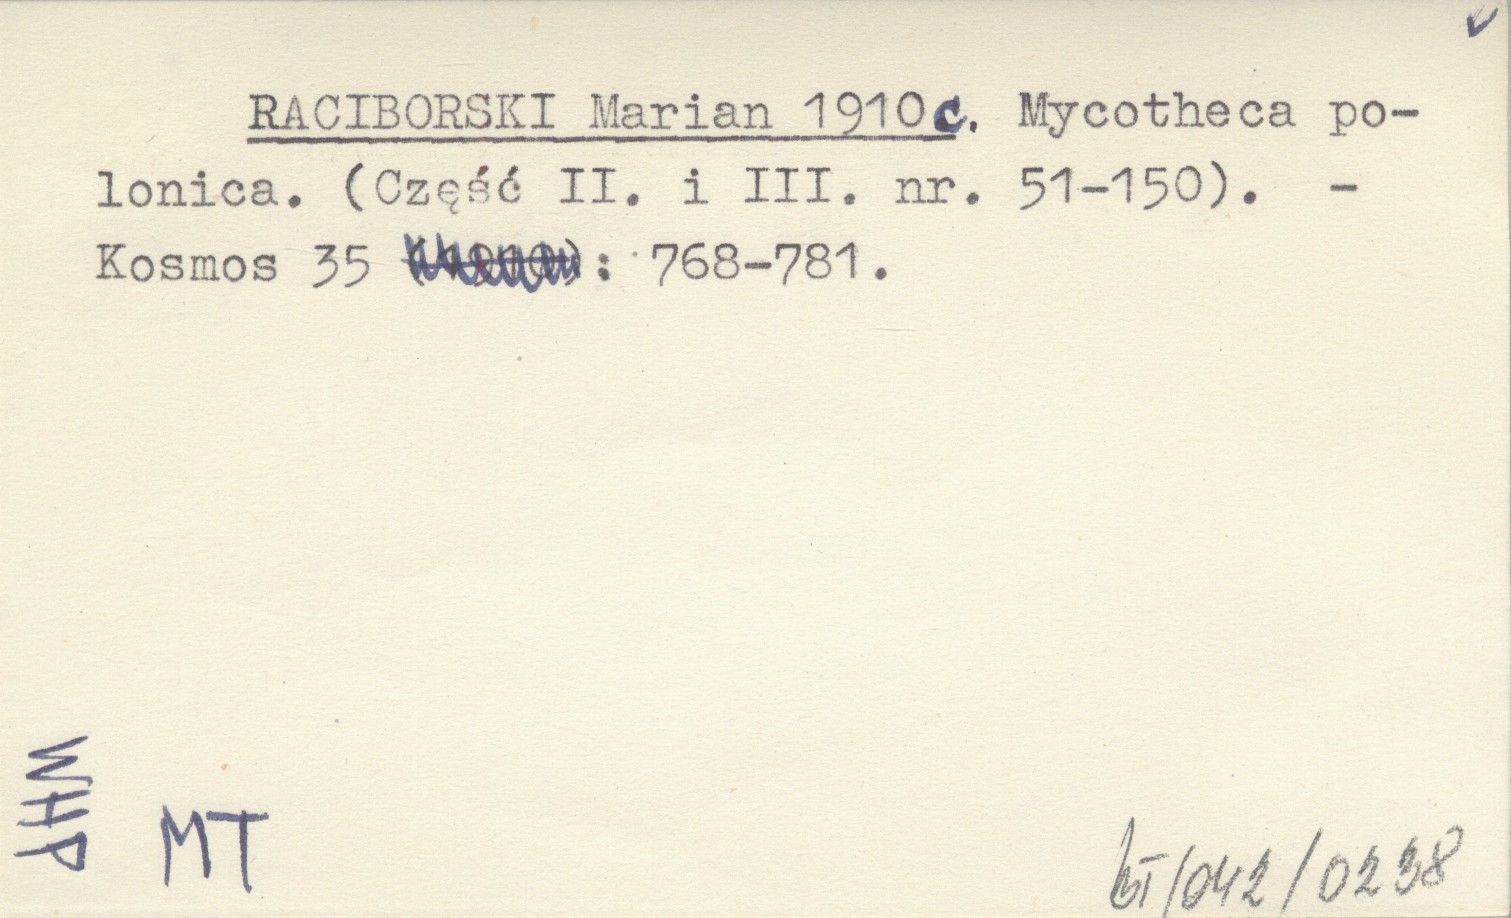 RACIBORSKI Marian 1910c. Mycotheca po-
lonica. (Część II. i III. nr. 51-150). -
Kosmos 35 (1910): 768-781.
WHP
MT
/042/0238